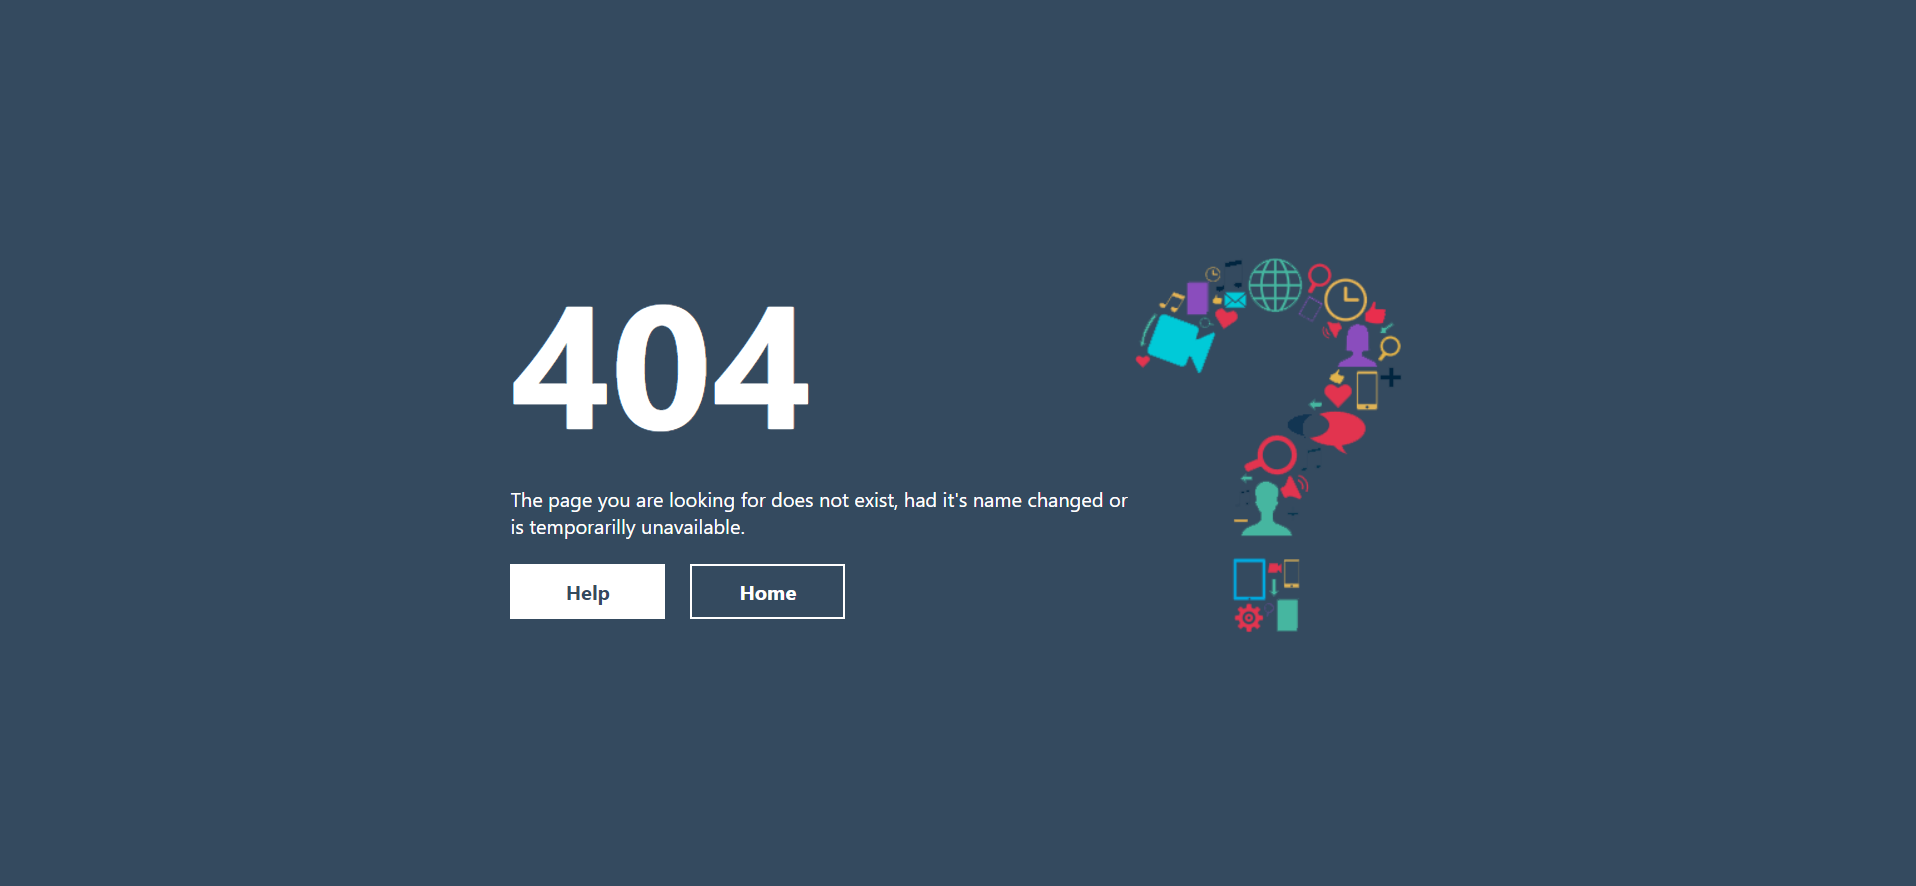 404
The page you are looking for does not exist, had it's name changed or
is temporarilly unavailable.
Help
Home